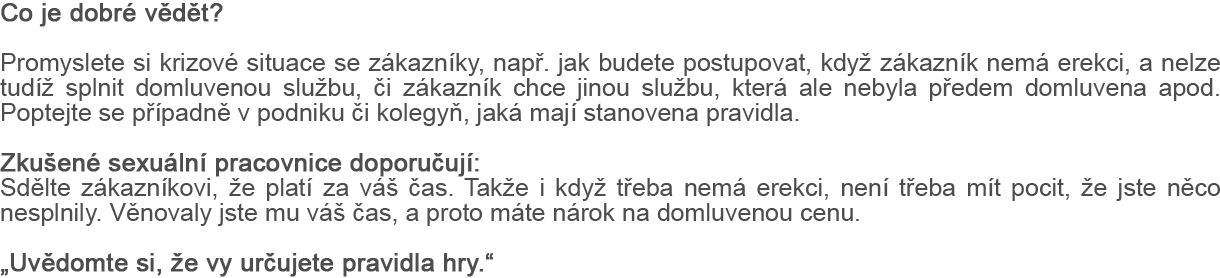 Co je dobré vědět?
Promyslete si krizové situace se zákazníky, např. jak budete postupovat, když zákazník nemá erekci, a nelze
tudíž splnit domluvenou službu, či zákazník chce jinou službu, která ale nebyla předem domluvena apod.
Poptejte se případně v podniku či kolegyň, jaká mají stanovena pravidla.
Zkušené sexuální pracovnice doporučují:
Sdělte zákazníkovi, že platí za váš čas. Takže i když třeba nemá erekci, není třeba mít pocit, že jste něco
nesplnily. Věnovaly jste mu váš čas, a proto máte nárok na domluvenou cenu.
„Uvědomte si, že vy určujete pravidla hry.“